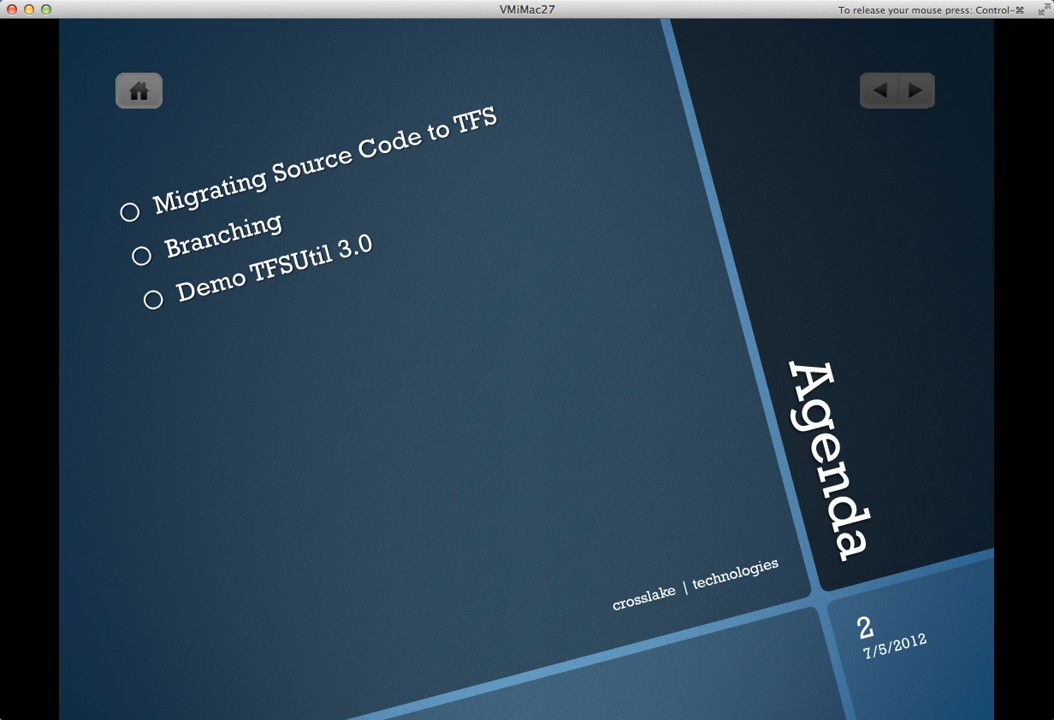 VMiMac27
To release your mouse press: Control-⌘
Migrating Source Code to TFS
Branching
Demo TFSUtil 3.0
Agenda
crosslake | technologies
2
7/5/2012